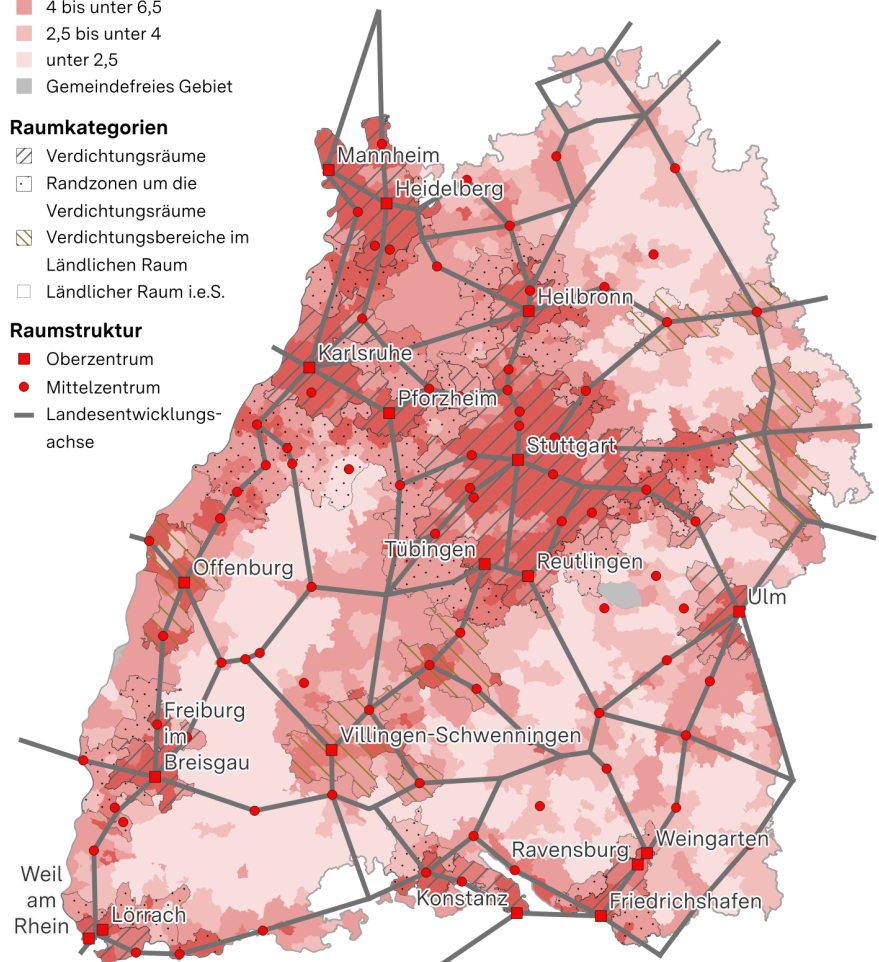 4 bis unter 6,5
2,5 bis unter 4
unter 2,5
Gemeindefreies Gebiet
Raumkategorien
Verdichtungsräume
Randzonen um die
Verdichtungsräume
Verdichtungsbereiche im
Ländlichen Raum
Ländlicher Raum i.e.S.
Raumstruktur
Oberzentrum
Mittelzentrum
Landesentwicklungs-
achse
Mannheim
Heidelberg
Heilbronn
Karlsruhe
Pforzheim
Stuttgart
Tübingen
Reutlingen
Offenburg
Ulm
Freiburg
im
Breisgau
Villingen-Schwenningen
Weingarten
Ravensburg
Weil
am
Rhein
Lörrach
Konstanz
Friedrichshafen